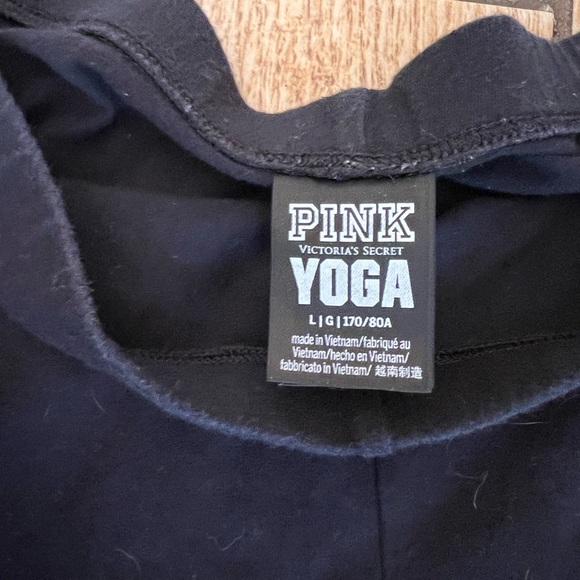 PINK
VICTORIA'S SECRET
YOGA
L | G | 170/80A
made in Vietnam/fabriqué au
Vietnam/hecho en Vietnam/
fabbricato in Vietnam/ 越南制造